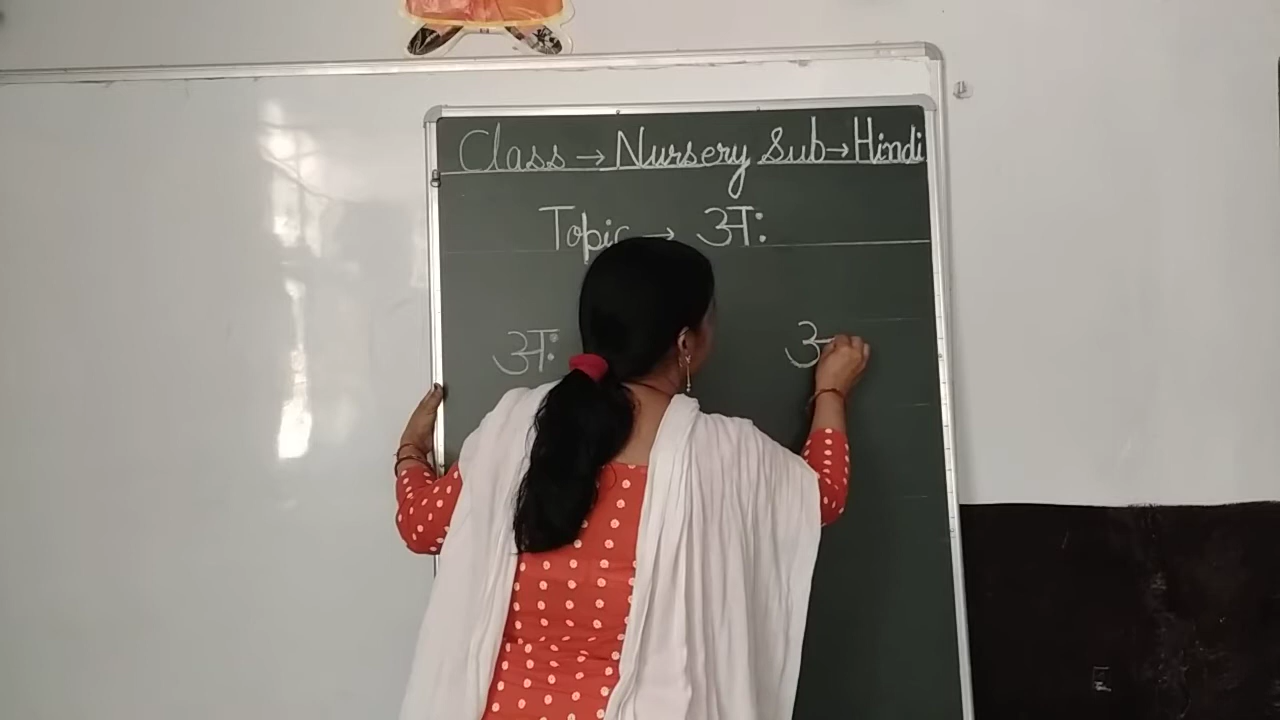 Class → Nursery Sub → Hindi
Topic → अः
अः